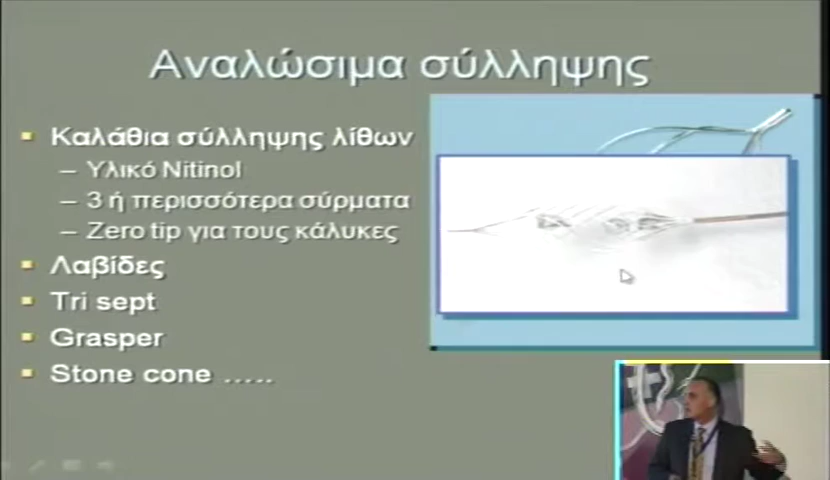 Αναλώσιμα σύλληψης
Καλάθια σύλληψης λίθων
– Υλικό Nitinol
– 3 ή περισσότερα σύρματα
– Zero tip για τους κάλυκες
Λαβίδες
Tri sept
Grasper
Stone cone …..